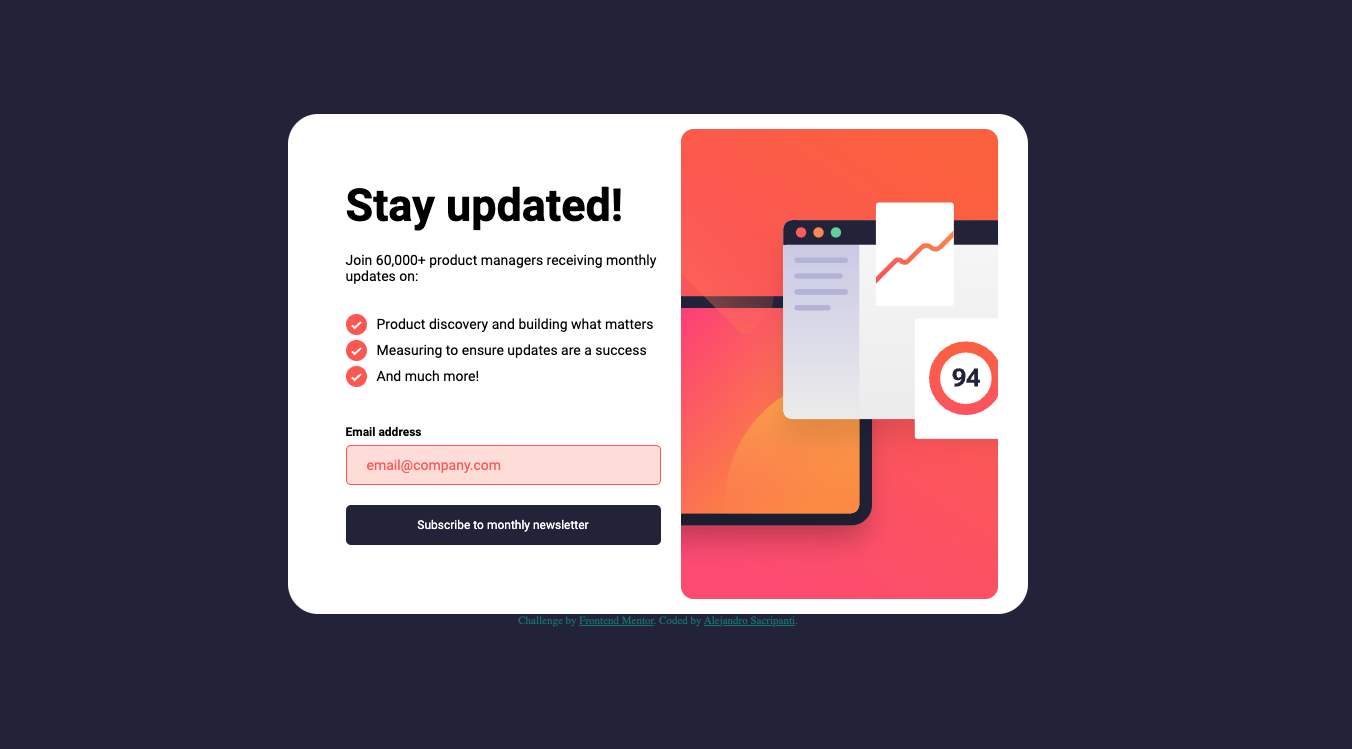 Stay updated!
Join 60,000+ product managers receiving monthly
updates on:
Product discovery and building what matters
Measuring to ensure updates are a success
And much more!
Email address
email@company.com
Subscribe to monthly newsletter
94
Challenge by Frontend Mentor. Coded by Alejandro Sacripanti.